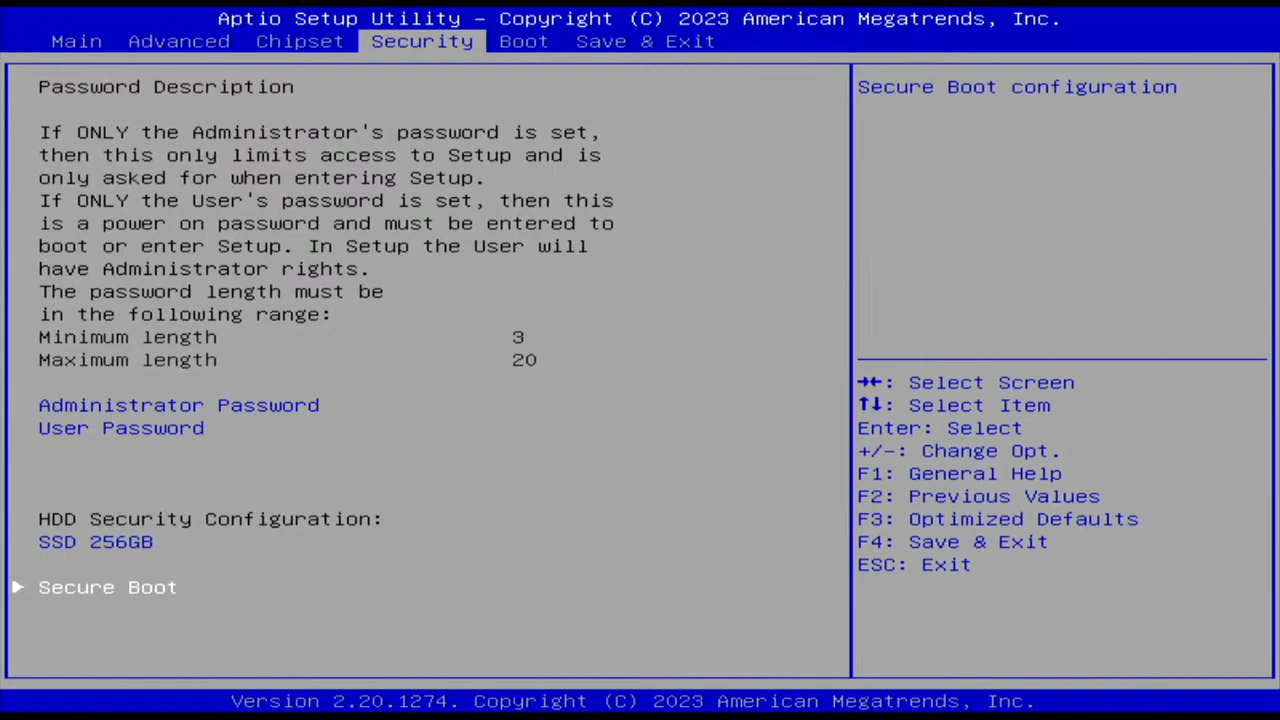 Aptio Setup Utility – Copyright (C) 2023 American Megatrends, Inc.
Main Advanced Chipset Security Boot Save & Exit
Password Description
If ONLY the Administrator's password is set,
then this only limits access to Setup and is
only asked for when entering Setup.
If ONLY the User's password is set, then this
is a power on password and must be entered to
boot or enter Setup. In Setup the User will
have Administrator rights.
The password length must be
in the following range:
Minimum length 3
Maximum length 20
Administrator Password
User Password
HDD Security Configuration:
SSD 256GB
► Secure Boot
Secure Boot configuration
→←: Select Screen
↑↓: Select Item
Enter: Select
+/-: Change Opt.
F1: General Help
F2: Previous Values
F3: Optimized Defaults
F4: Save & Exit
ESC: Exit
Version 2.20.1274. Copyright (C) 2023 American Megatrends, Inc.